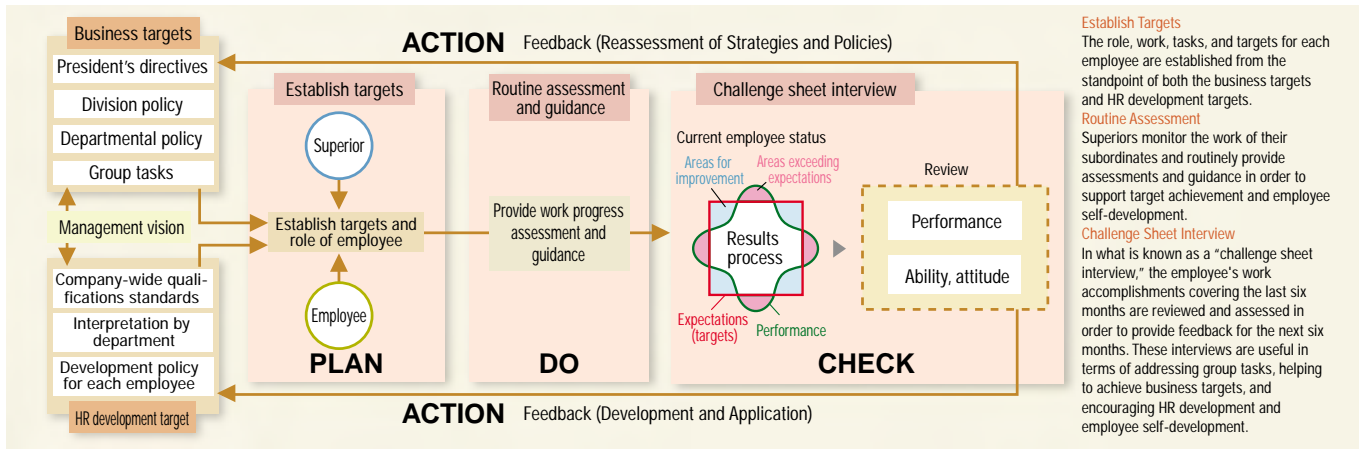 Business targets
President's directives
Division policy
Departmental policy
Group tasks
Management vision
Company-wide quali-
fications standards
Interpretation by
department
Development policy
for each employee
HR development target
ACTION Feedback (Reassessment of Strategies and Policies)
Establish targets
Superior
Establish targets and
role of employee
Employee
PLAN
Routine assessment
and guidance
Provide work progress
assessment and
guidance
DO
Challenge sheet interview
Current employee status
Areas for
improvement
Areas exceeding
expectations
Results
process
Expectations
(targets)
Performance
Review
Performance
Ability, attitude
CHECK
ACTION Feedback (Development and Application)
Establish Targets
The role, work, tasks, and targets for each
employee are established from the
standpoint of both the business targets
and HR development targets.
Routine Assessment
Superiors monitor the work of their
subordinates and routinely provide
assessments and guidance in order to
support target achievement and employee
self-development.
Challenge Sheet Interview
In what is known as a “challenge sheet
interview,” the employee's work
accomplishments covering the last six
months are reviewed and assessed in
order to provide feedback for the next six
months. These interviews are useful in
terms of addressing group tasks, helping
to achieve business targets, and
encouraging HR development and
employee self-development.